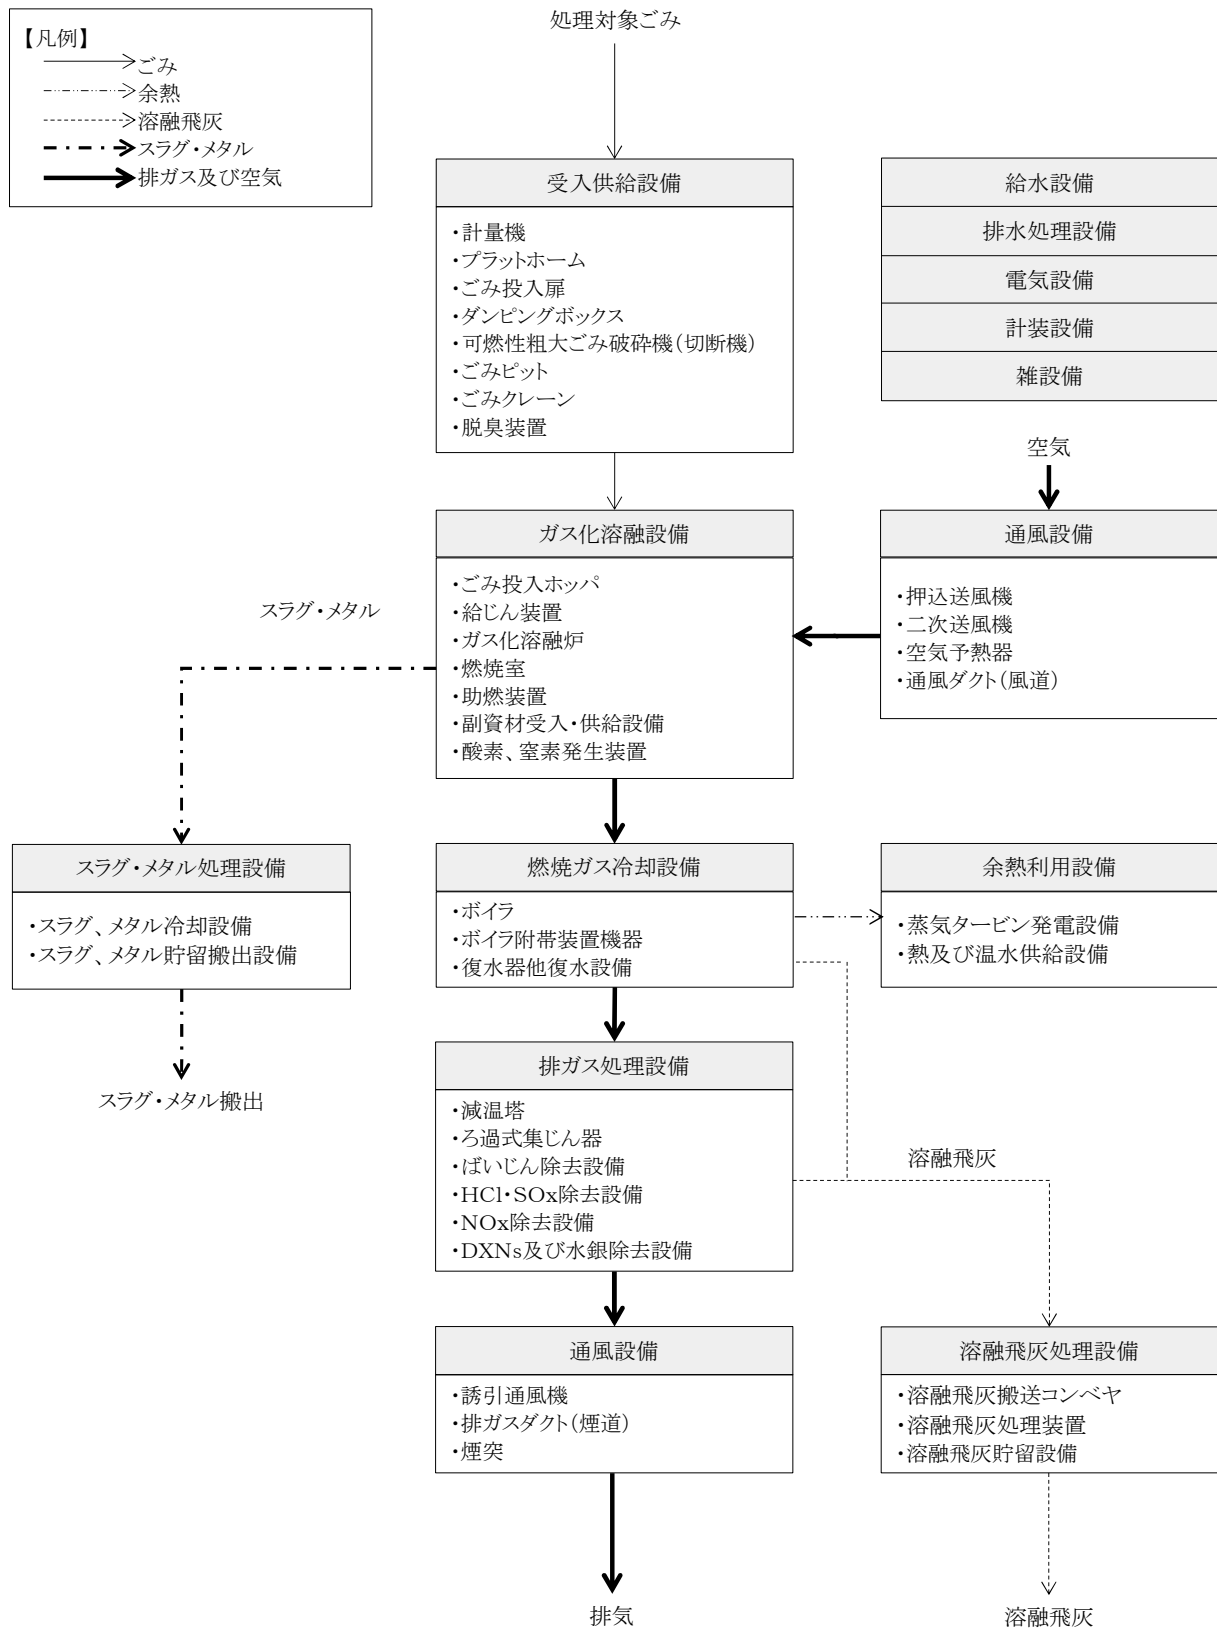 処理対象ごみ
【凡例】
ごみ
余熱
溶融飛灰
スラグ・メタル
排ガス及び空気
受入供給設備
・計量機
・プラットホーム
・ごみ投入扉
・ダンピングボックス
・可燃性粗大ごみ破砕機(切断機)
・ごみピット
・ごみクレーン
・脱臭装置
給水設備
排水処理設備
電気設備
計装設備
雑設備
空気
ガス化溶融設備
・ごみ投入ホッパ
・給じん装置
・ガス化溶融炉
・燃焼室
・助燃装置
・副資材受入・供給設備
・酸素、窒素発生装置
通風設備
・押込送風機
・二次送風機
・空気予熱器
・通風ダクト(風道)
スラグ・メタル
スラグ・メタル処理設備
・スラグ、メタル冷却設備
・スラグ、メタル貯留搬出設備
スラグ・メタル搬出
燃焼ガス冷却設備
・ボイラ
・ボイラ附帯装置機器
・復水器他復水設備
余熱利用設備
・蒸気タービン発電設備
・熱及び温水供給設備
排ガス処理設備
・減温塔
・ろ過式集じん器
・ばいじん除去設備
・HCl・SOx除去設備
・NOx除去設備
・DXNs及び水銀除去設備
溶融飛灰
通風設備
・誘引通風機
・排ガスダクト(煙道)
・煙突
溶融飛灰処理設備
・溶融飛灰搬送コンベヤ
・溶融飛灰処理装置
・溶融飛灰貯留設備
排気
溶融飛灰